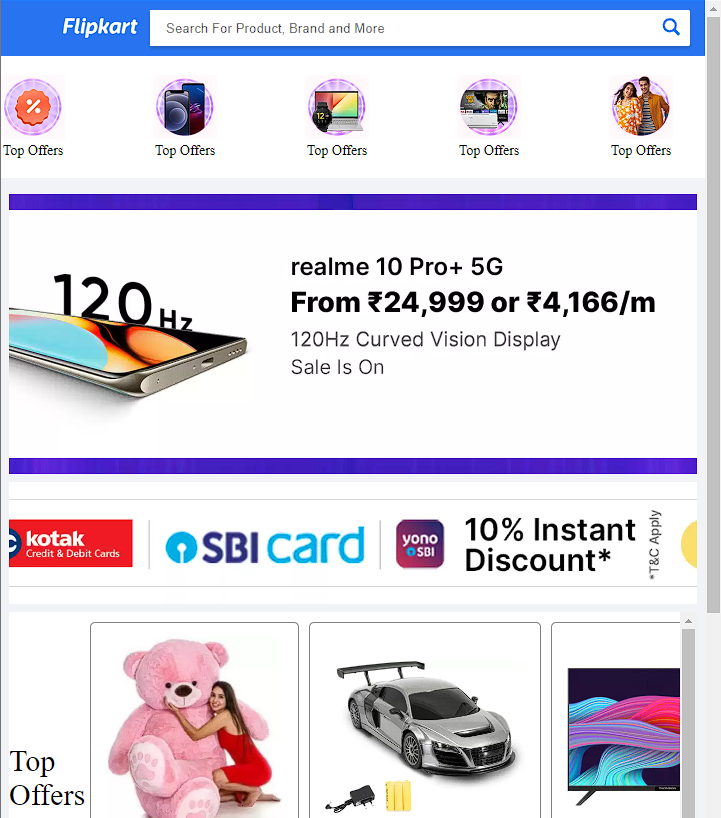 Flipkart
Search For Product, Brand and More
Top Offers
Top Offers
Top Offers
Top Offers
Top Offers
120Hz
realme 10 Pro+ 5G
From ₹24,999 or ₹4,166/m
120Hz Curved Vision Display
Sale Is On
kotak
Credit & Debit Cards
SBI card
yono
SBI
10% Instant
Discount*
*T&C Apply
Top
Offers